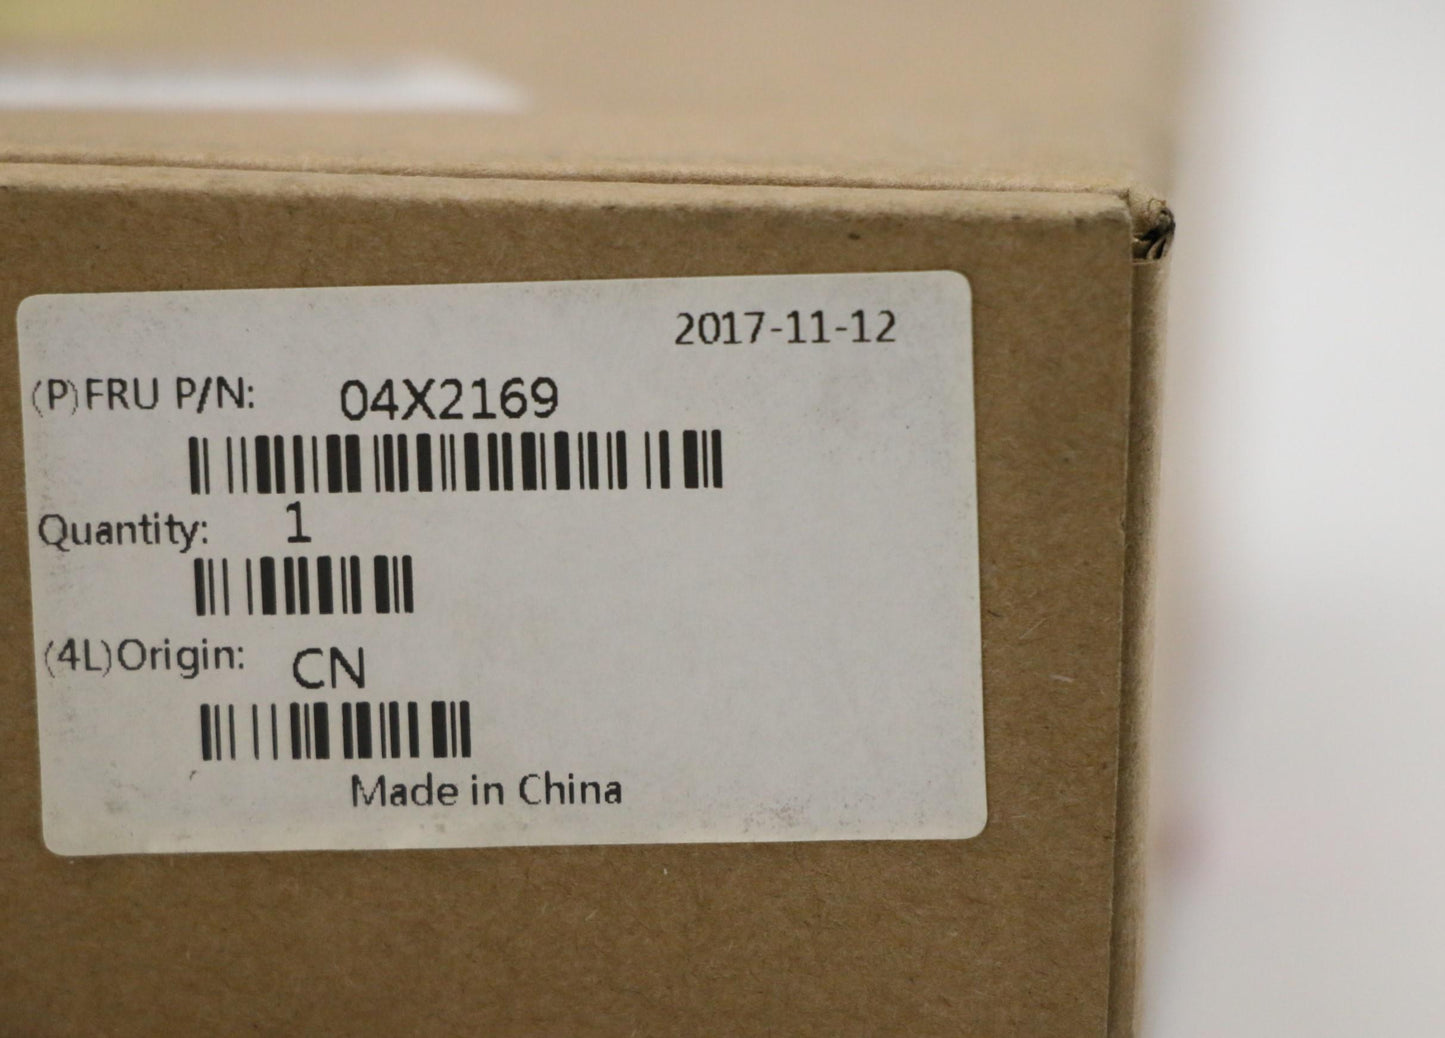 2017-11-12
(P)FRU P/N: 04X2169
Quantity: 1
(4L)Origin: CN
Made in China